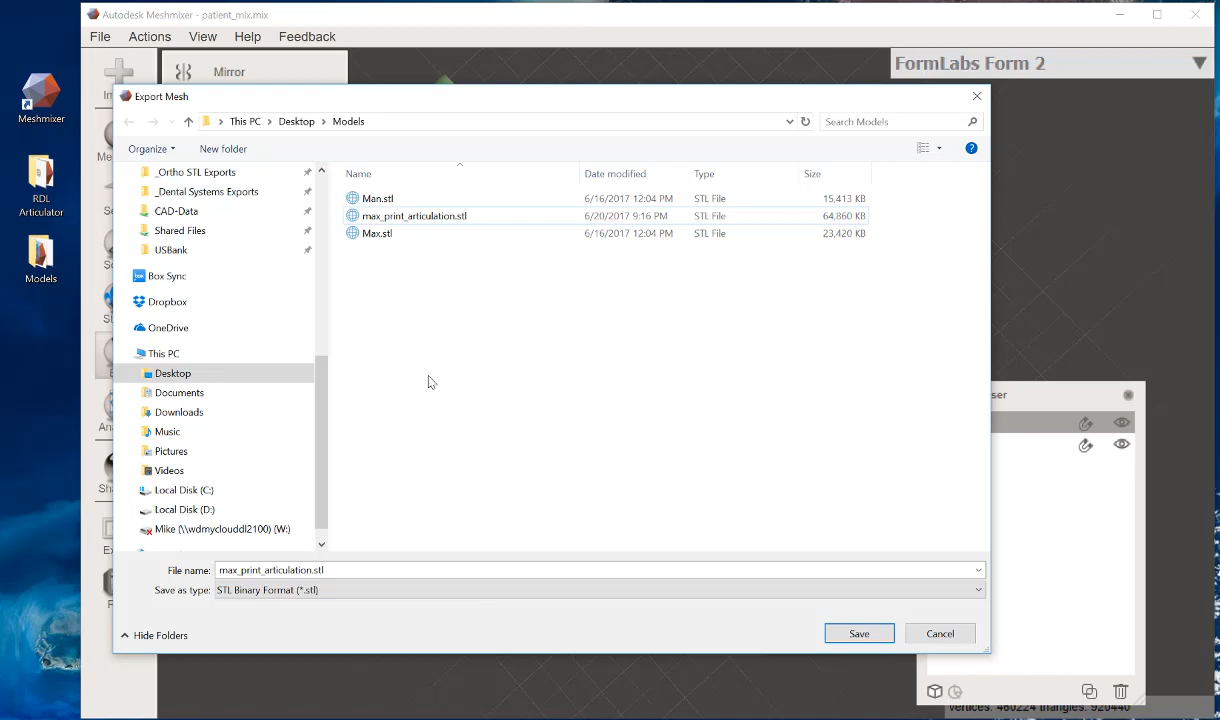 Autodesk Meshmixer - patient_mix.mix
File Actions View Help Feedback
Mirror
FormLabs Form 2
Meshmixer
RDL
Articulator
Models
Export Mesh
This PC > Desktop > Models
Search Models
Organize
New folder
_Ortho STL Exports
_Dental Systems Exports
CAD-Data
Shared Files
USBank
Box Sync
Dropbox
OneDrive
This PC
Desktop
Documents
Downloads
Music
Pictures
Videos
Local Disk (C:)
Local Disk (D:)
Mike (\\wdmyclouddl2100) (W:)
Name Date modified Type Size
Man.stl 6/16/2017 12:04 PM STL File 15,413 KB
max_print_articulation.stl 6/20/2017 9:16 PM STL File 64,860 KB
Max.stl 6/16/2017 12:04 PM STL File 23,420 KB
File name: max_print_articulation.stl
Save as type: STL Binary Format (*.stl)
Hide Folders
Save
Cancel
ser
vertices: 460224 triangles: 920440